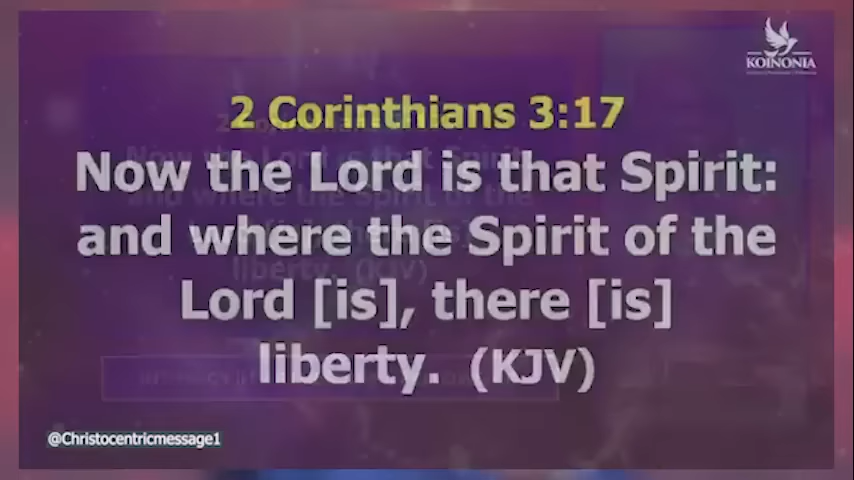 KOINONIA
2 Corinthians 3:17
Now the Lord is that Spirit:
and where the Spirit of the
Lord [is], there [is]
liberty. (KJV)
@Christocentricmessage1